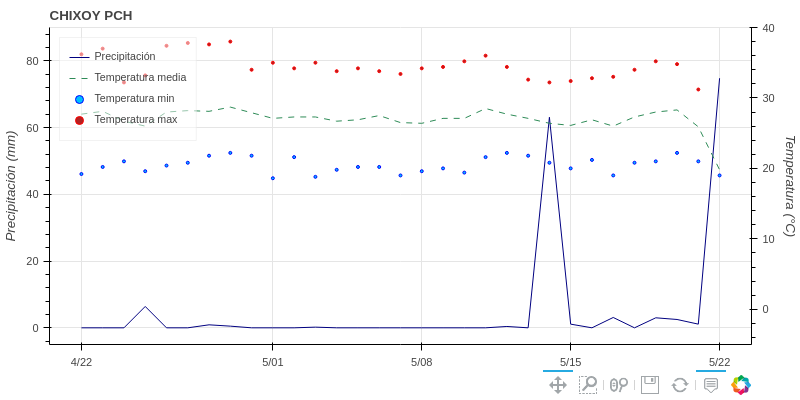 CHIXOY PCH
Precipitación
Temperatura media
Temperatura min
Temperatura max
Precipitación (mm)
80
60
40
20
0
Temperatura (°C)
40
30
20
10
0
4/22
5/01
5/08
5/15
5/22